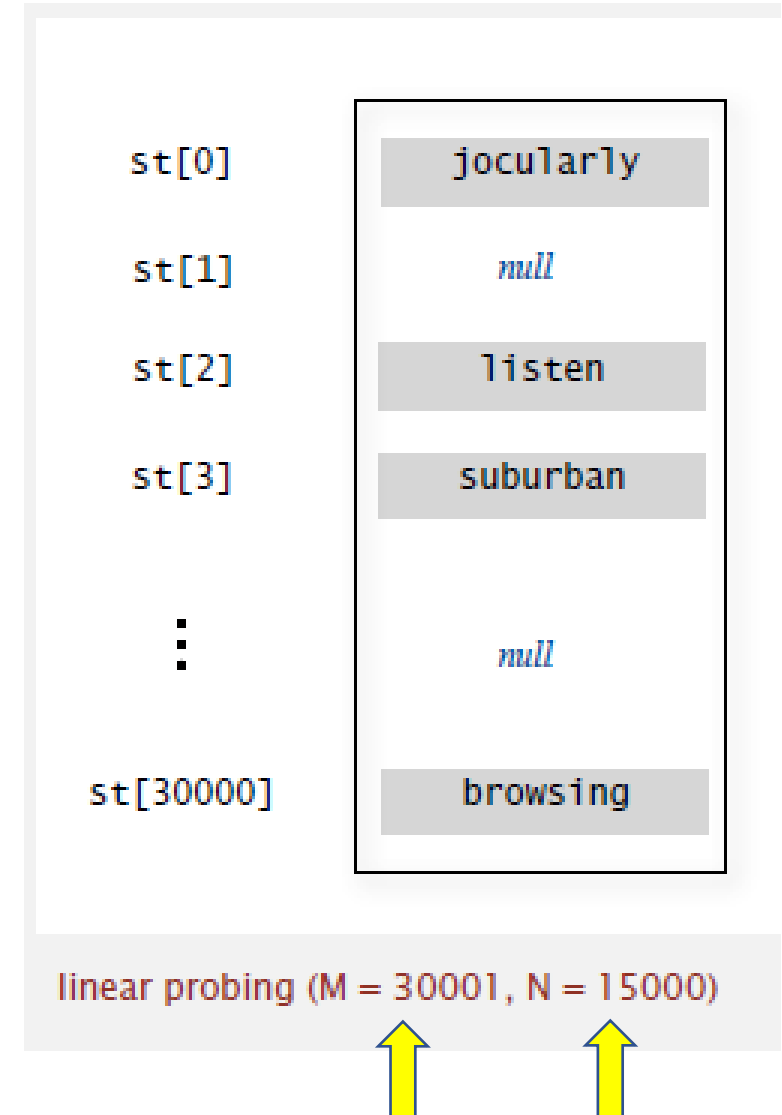 st[0] jocularly
st[1] null
st[2] listen
st[3] suburban
⋮ null
st[30000] browsing
linear probing (M = 30001, N = 15000)